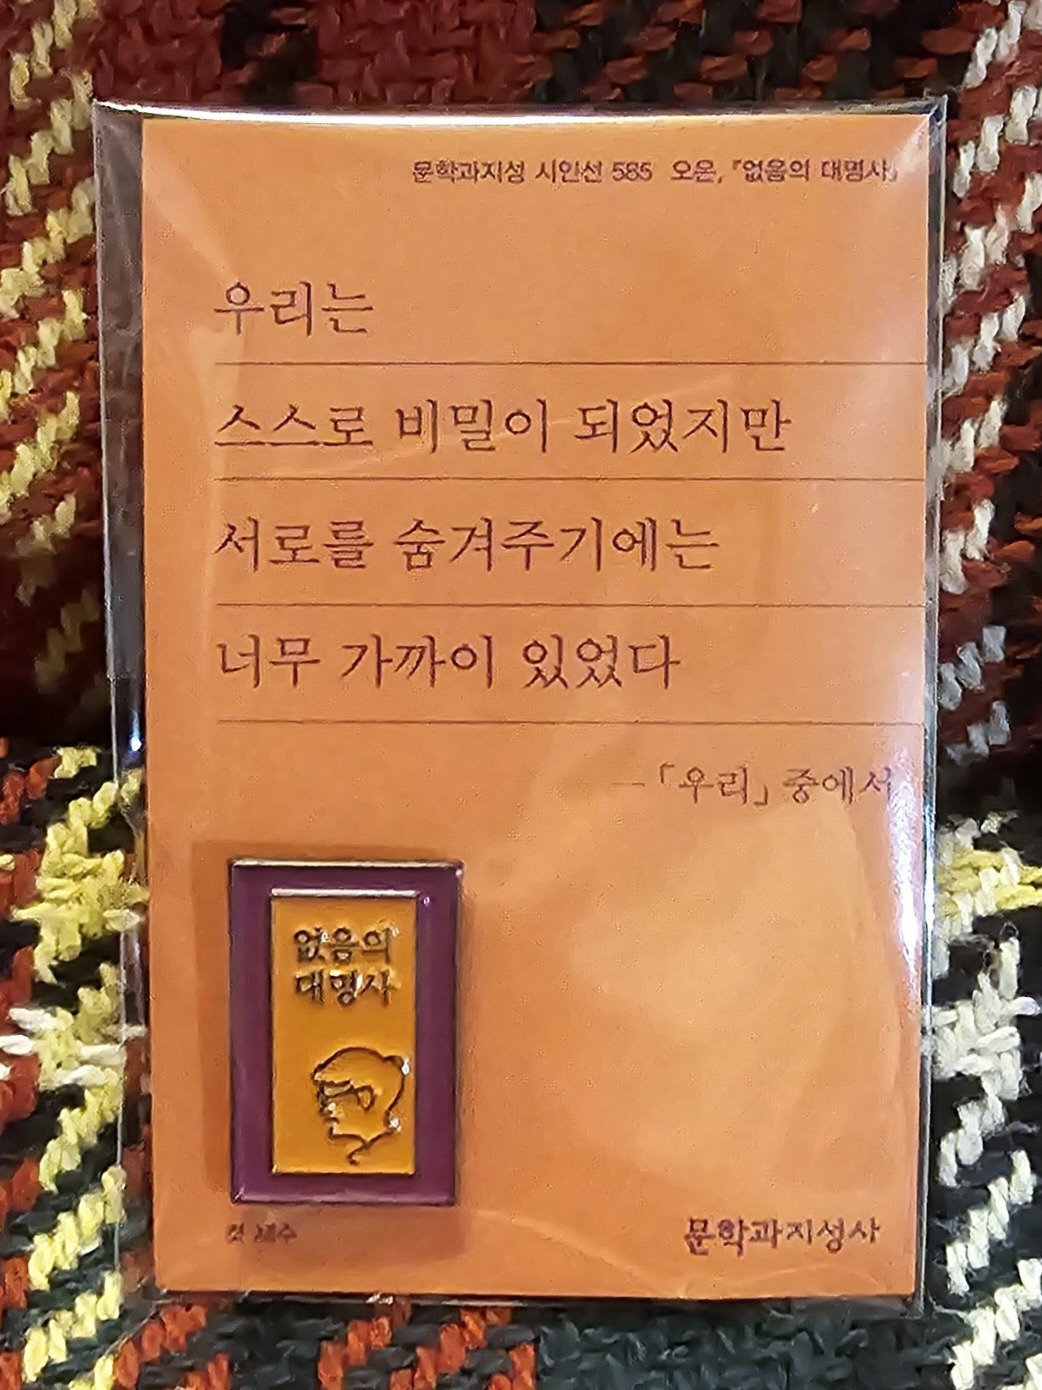 문학과지성 시인선 585 오은, 『없음의 대명사』
우리는
스스로 비밀이 되었지만
서로를 숨겨주기에는
너무 가까이 있었다
—「우리」 중에서
없음의
대명사
컷
문학과지성사